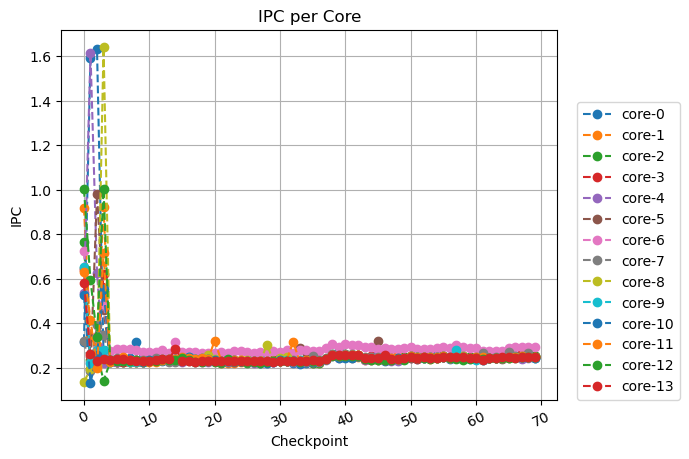 IPC per Core
1.6
1.4
1.2
1.0
0.8
0.6
0.4
0.2
IPC
0 10 20 30 40 50 60 70
Checkpoint
core-0
core-1
core-2
core-3
core-4
core-5
core-6
core-7
core-8
core-9
core-10
core-11
core-12
core-13